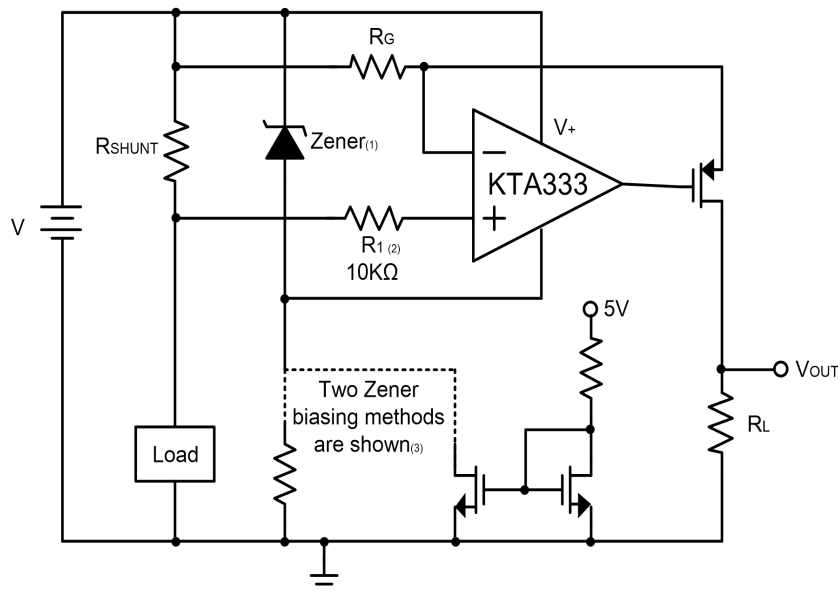 RG
RSHUNT
Zener(1)
V+
KTA333
−
+
V
R1 (2)
10KΩ
5V
VOUT
Two Zener
biasing methods
are shown(3)
RL
Load